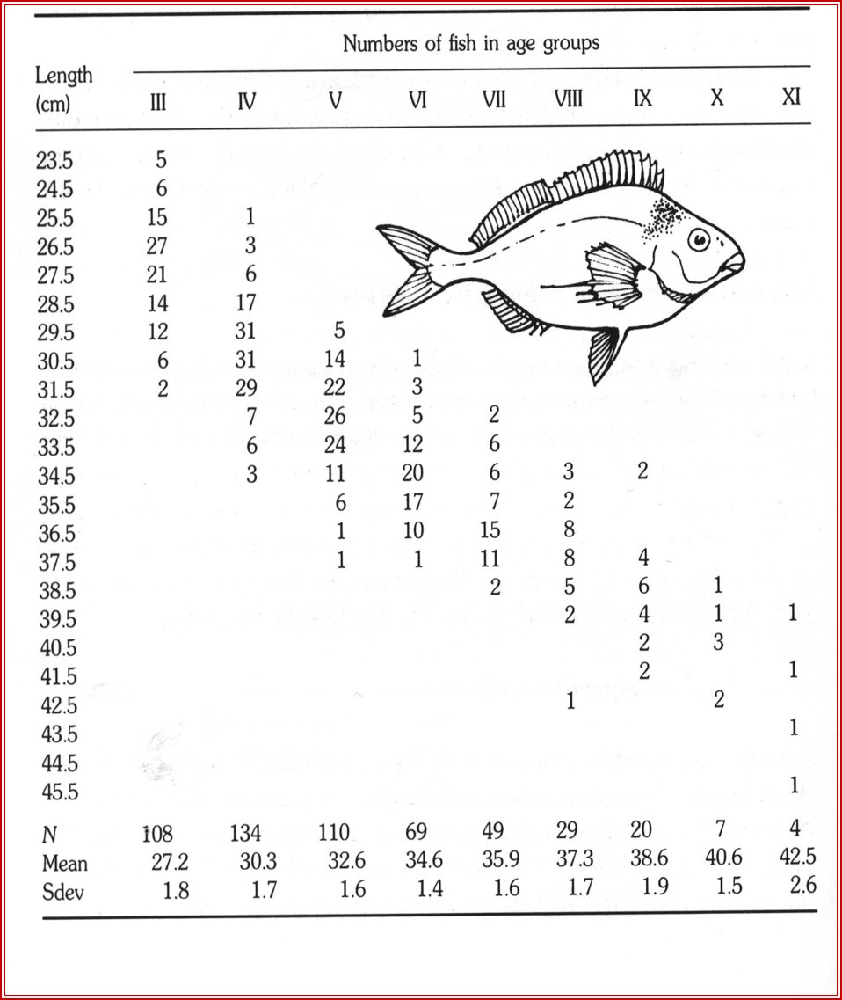 Numbers of fish in age groups
Length
(cm) III IV V VI VII VIII IX X XI
23.5 5
24.5 6
25.5 15 1
26.5 27 3
27.5 21 6
28.5 14 17
29.5 12 31 5
30.5 6 31 14 1
31.5 2 29 22 3
32.5 7 26 5 2
33.5 6 24 12 6
34.5 3 11 20 6 3 2
35.5 6 17 7 2
36.5 1 10 15 8
37.5 1 1 11 8 4
38.5 2 5 6 1
39.5 2 4 1 1
40.5 2 3
41.5 2 1
42.5 1 2
43.5 1
44.5
45.5 1
N 108 134 110 69 49 29 20 7 4
Mean 27.2 30.3 32.6 34.6 35.9 37.3 38.6 40.6 42.5
Sdev 1.8 1.7 1.6 1.4 1.6 1.7 1.9 1.5 2.6